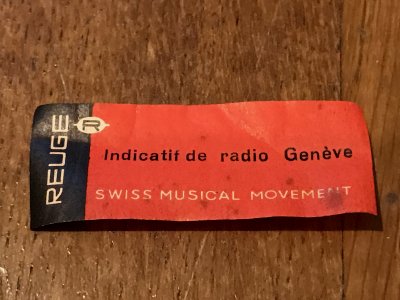 REUGE
R
Indicatif de radio Genève
SWISS MUSICAL MOVEMENT